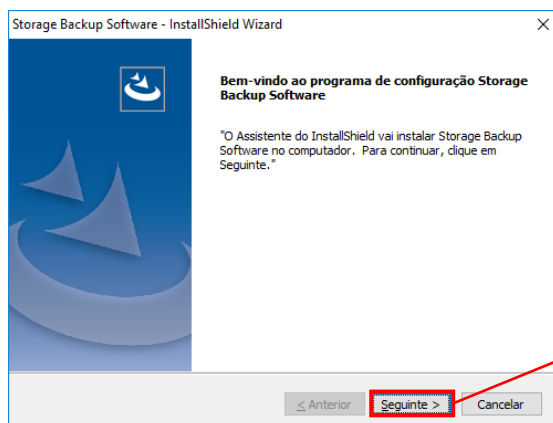 Storage Backup Software - InstallShield Wizard
Bem-vindo ao programa de configuração Storage
Backup Software
"O Assistente do InstallShield vai instalar Storage Backup
Software no computador. Para continuar, clique em
Seguinte."
< Anterior
Seguinte >
Cancelar